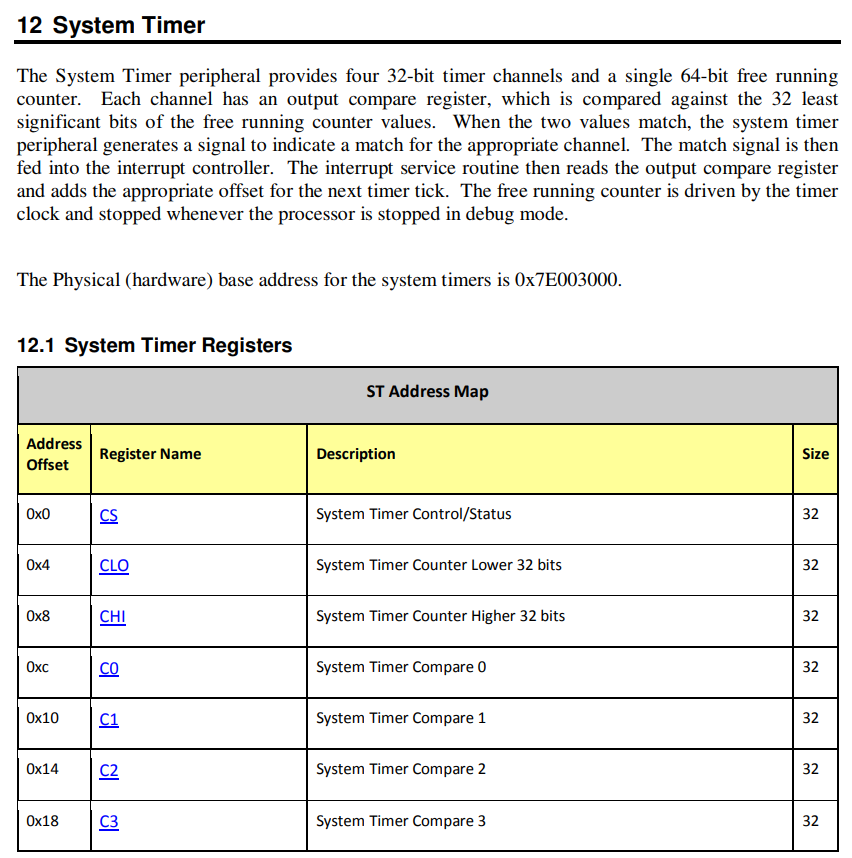 12 System Timer
The System Timer peripheral provides four 32-bit timer channels and a single 64-bit free running
counter. Each channel has an output compare register, which is compared against the 32 least
significant bits of the free running counter values. When the two values match, the system timer
peripheral generates a signal to indicate a match for the appropriate channel. The match signal is then
fed into the interrupt controller. The interrupt service routine then reads the output compare register
and adds the appropriate offset for the next timer tick. The free running counter is driven by the timer
clock and stopped whenever the processor is stopped in debug mode.
The Physical (hardware) base address for the system timers is 0x7E003000.
12.1 System Timer Registers
ST Address Map
Address Offset Register Name Description Size
0x0 CS System Timer Control/Status 32
0x4 CLO System Timer Counter Lower 32 bits 32
0x8 CHI System Timer Counter Higher 32 bits 32
0xc C0 System Timer Compare 0 32
0x10 C1 System Timer Compare 1 32
0x14 C2 System Timer Compare 2 32
0x18 C3 System Timer Compare 3 32